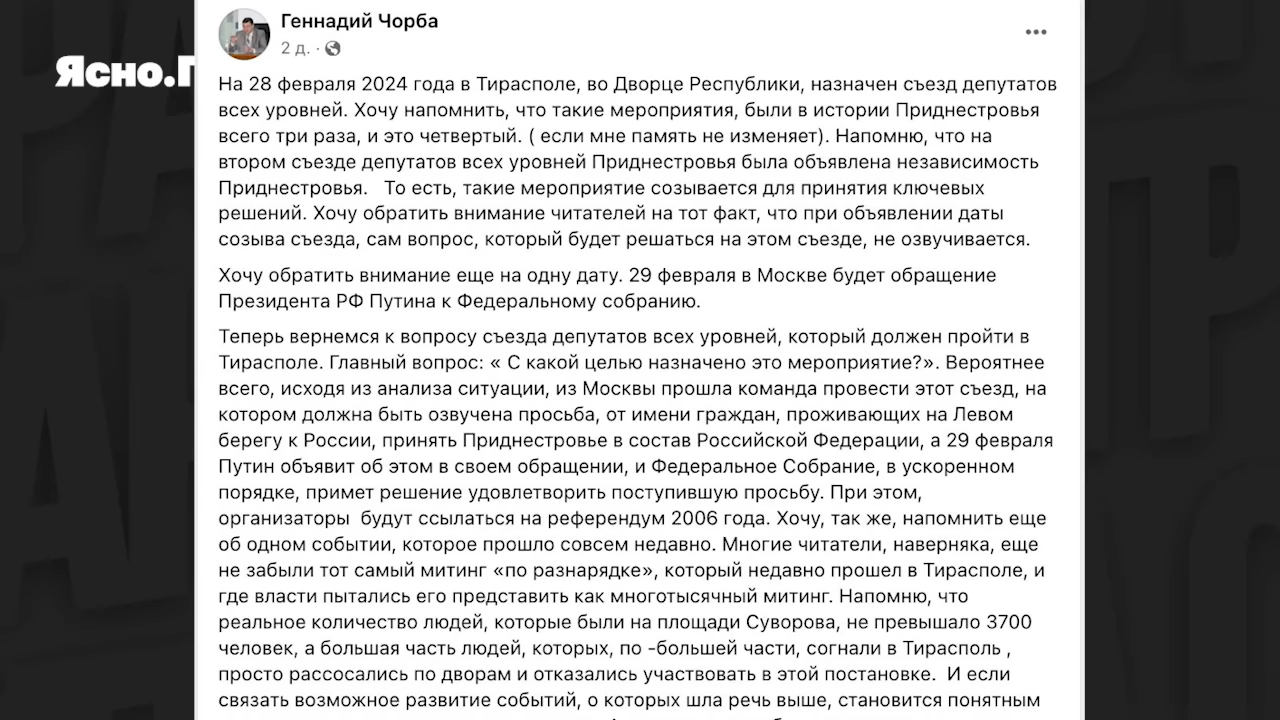 Геннадий Чорба
2 д. ·
Ясно.
На 28 февраля 2024 года в Тирасполе, во Дворце Республики, назначен съезд депутатов
всех уровней. Хочу напомнить, что такие мероприятия, были в истории Приднестровья
всего три раза, и это четвертый. ( если мне память не изменяет). Напомню, что на
втором съезде депутатов всех уровней Приднестровья была объявлена независимость
Приднестровья.   То есть, такие мероприятие созывается для принятия ключевых
решений. Хочу обратить внимание читателей на тот факт, что при объявлении даты
созыва съезда, сам вопрос, который будет решаться на этом съезде, не озвучивается.
Хочу обратить внимание еще на одну дату. 29 февраля в Москве будет обращение
Президента РФ Путина к Федеральному собранию.
Теперь вернемся к вопросу съезда депутатов всех уровней, который должен пройти в
Тирасполе. Главный вопрос: « С какой целью назначено это мероприятие?». Вероятнее
всего, исходя из анализа ситуации, из Москвы прошла команда провести этот съезд, на
котором должна быть озвучена просьба, от имени граждан, проживающих на Левом
берегу к России, принять Приднестровье в состав Российской Федерации, а 29 февраля
Путин объявит об этом в своем обращении, и Федеральное Собрание, в ускоренном
порядке, примет решение удовлетворить поступившую просьбу. При этом,
организаторы  будут ссылаться на референдум 2006 года. Хочу, так же, напомнить еще
об одном событии, которое прошло совсем недавно. Многие читатели, наверняка, еще
не забыли тот самый митинг «по разнарядке», который недавно прошел в Тирасполе, и
где власти пытались его представить как многотысячный митинг. Напомню, что
реальное количество людей, которые были на площади Суворова, не превышало 3700
человек, а большая часть людей, которых, по -большей части, согнали в Тирасполь ,
просто рассосались по дворам и отказались участвовать в этой постановке.  И если
связать возможное развитие событий, о которых шла речь выше, становится понятным